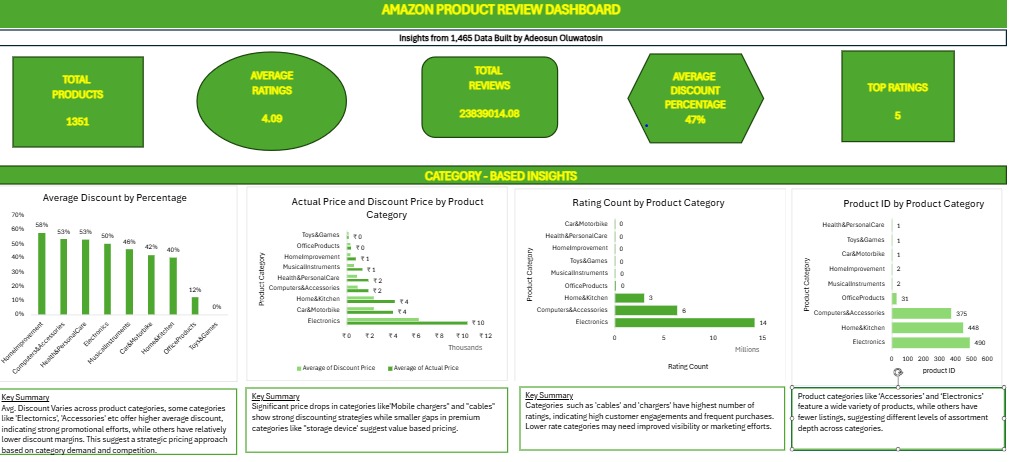 AMAZON PRODUCT REVIEW DASHBOARD
Insights from 1,465 Data Built by Adeosun Oluwatosin
TOTAL
PRODUCTS
1351
AVERAGE
RATINGS
4.09
TOTAL
REVIEWS
23839014.08
AVERAGE
DISCOUNT
PERCENTAGE
47%
TOP RATINGS
5
CATEGORY - BASED INSIGHTS
Average Discount by Percentage
70%
60%
50%
40%
30%
20%
10%
0%
58%
53%
53%
50%
46%
42%
40%
12%
0%
HomeImprovement
Computers&Accessories
Health&PersonalCare
Electronics
MusicalInstruments
Car&Motorbike
Home&Kitchen
OfficeProducts
Toys&Games
Actual Price and Discount Price by Product
Category
Product Category
Toys&Games ₹ 0
OfficeProducts ₹ 0
HomeImprovement ₹ 1
MusicalInstruments ₹ 1
Health&PersonalCare ₹ 2
Computers&Accessories ₹ 2
Home&Kitchen ₹ 4
Car&Motorbike ₹ 4
Electronics ₹ 10
₹ 0 ₹ 2 ₹ 4 ₹ 6 ₹ 8 ₹ 10 ₹ 12
Thousands
Average of Discount Price Average of Actual Price
Rating Count by Product Category
Product Category
Car&Motorbike 0
Health&PersonalCare 0
HomeImprovement 0
Toys&Games 0
MusicalInstruments 0
OfficeProducts 0
Home&Kitchen 3
Computers&Accessories 6
Electronics 14
0 5 10 15
Millions
Rating Count
Product ID by Product Category
Product Category
Health&PersonalCare 1
Toys&Games 1
Car&Motorbike 1
HomeImprovement 2
MusicalInstruments 2
OfficeProducts 31
Computers&Accessories 375
Home&Kitchen 448
Electronics 490
0 100 200 300 400 500 600
product ID
Key Summary
Avg. Discount Varies across product categories, some categories
like 'Electornics', 'Accessories' etc offer higher average discount,
indicating strong promotional efforts, while others have relatively
lower discount margins. This suggest a strategic pricing approach
based on category demand and competition.
Key Summary
Significant price drops in categories like'Mobile chargers" and "cables"
show strong discounting strategies while smaller gaps in premium
categories like "storage device' suggest value based pricing.
Key Summary
Categories such as 'cables' and 'chargers' have highest number of
ratings, indicating high customer engagements and frequent purchases.
Lower rate categories may need improved visibility or marketing efforts.
Product categories like 'Accessories' and 'Electronics'
feature a wide variety of products, while others have
fewer listings, suggesting different levels of assortment
depth across categories.